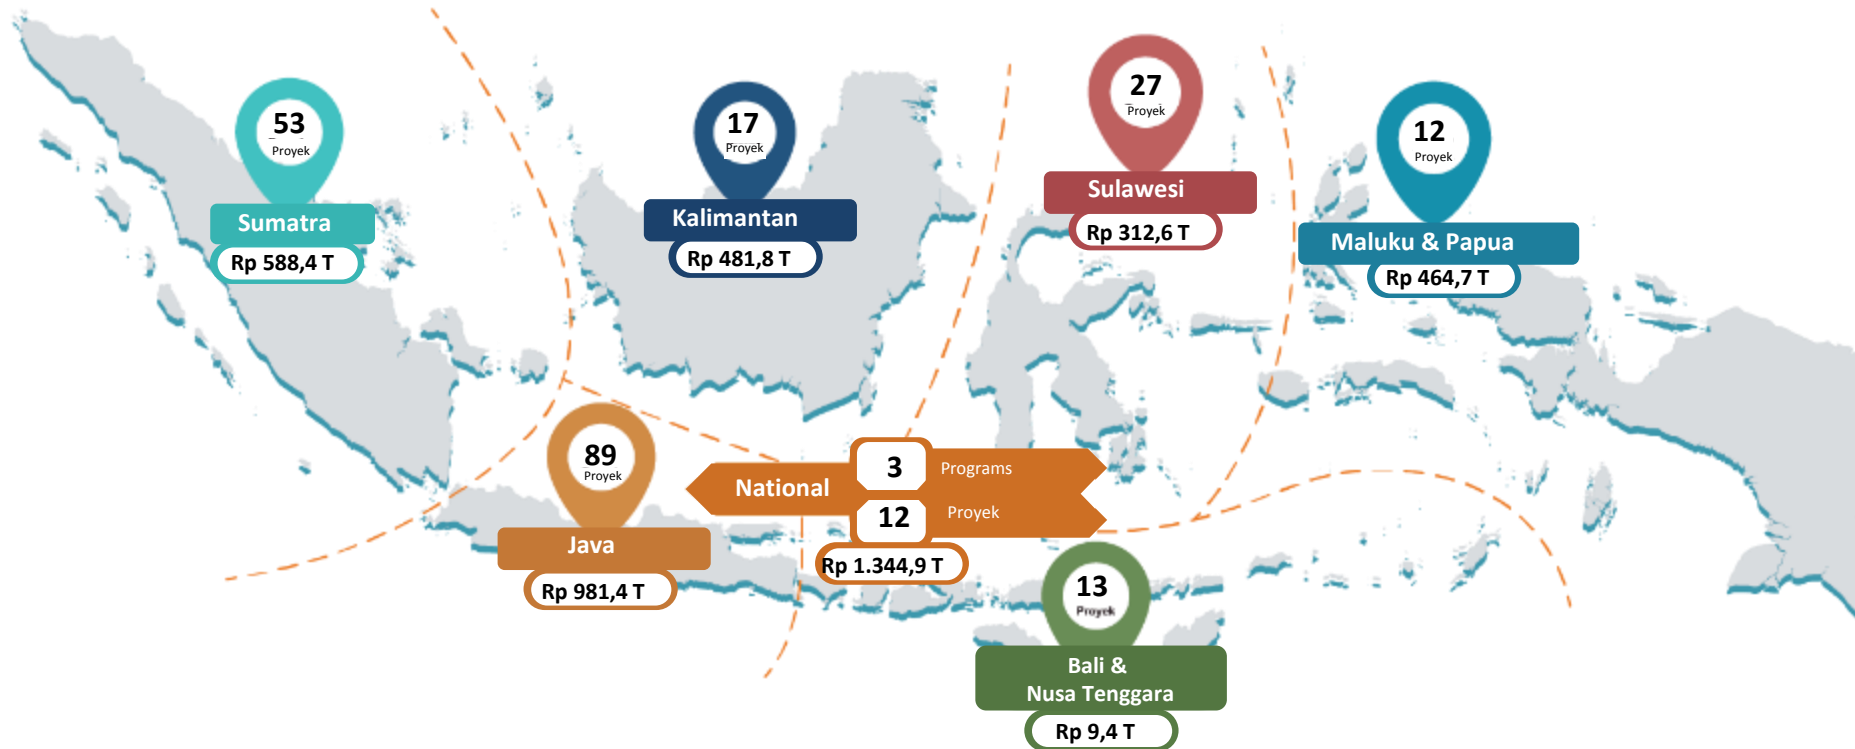 53
Proyek
Sumatra
Rp 588,4 T
17
Proyek
Kalimantan
Rp 481,8 T
27
Proyek
Sulawesi
Rp 312,6 T
12
Proyek
Maluku & Papua
Rp 464,7 T
89
Proyek
Java
Rp 981,4 T
National
3 Programs
12 Proyek
Rp 1.344,9 T
13
Proyek
Bali &
Nusa Tenggara
Rp 9,4 T